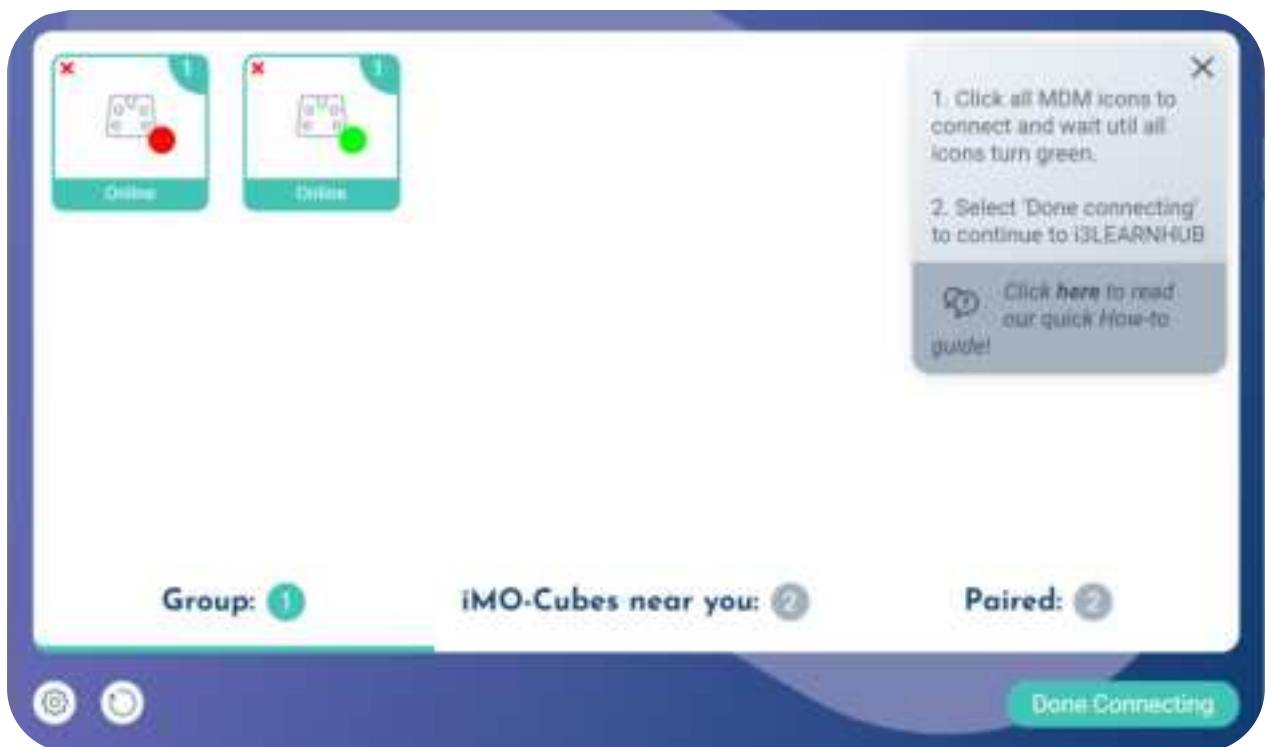 1
1
Online
Online
1. Click all MDM icons to
connect and wait util all
icons turn green.
2. Select 'Done connecting'
to continue to i3LEARNHUB
Click here to read
our quick How-to
guide!
Group: 1
iMO-Cubes near you: 2
Paired: 2
Done Connecting